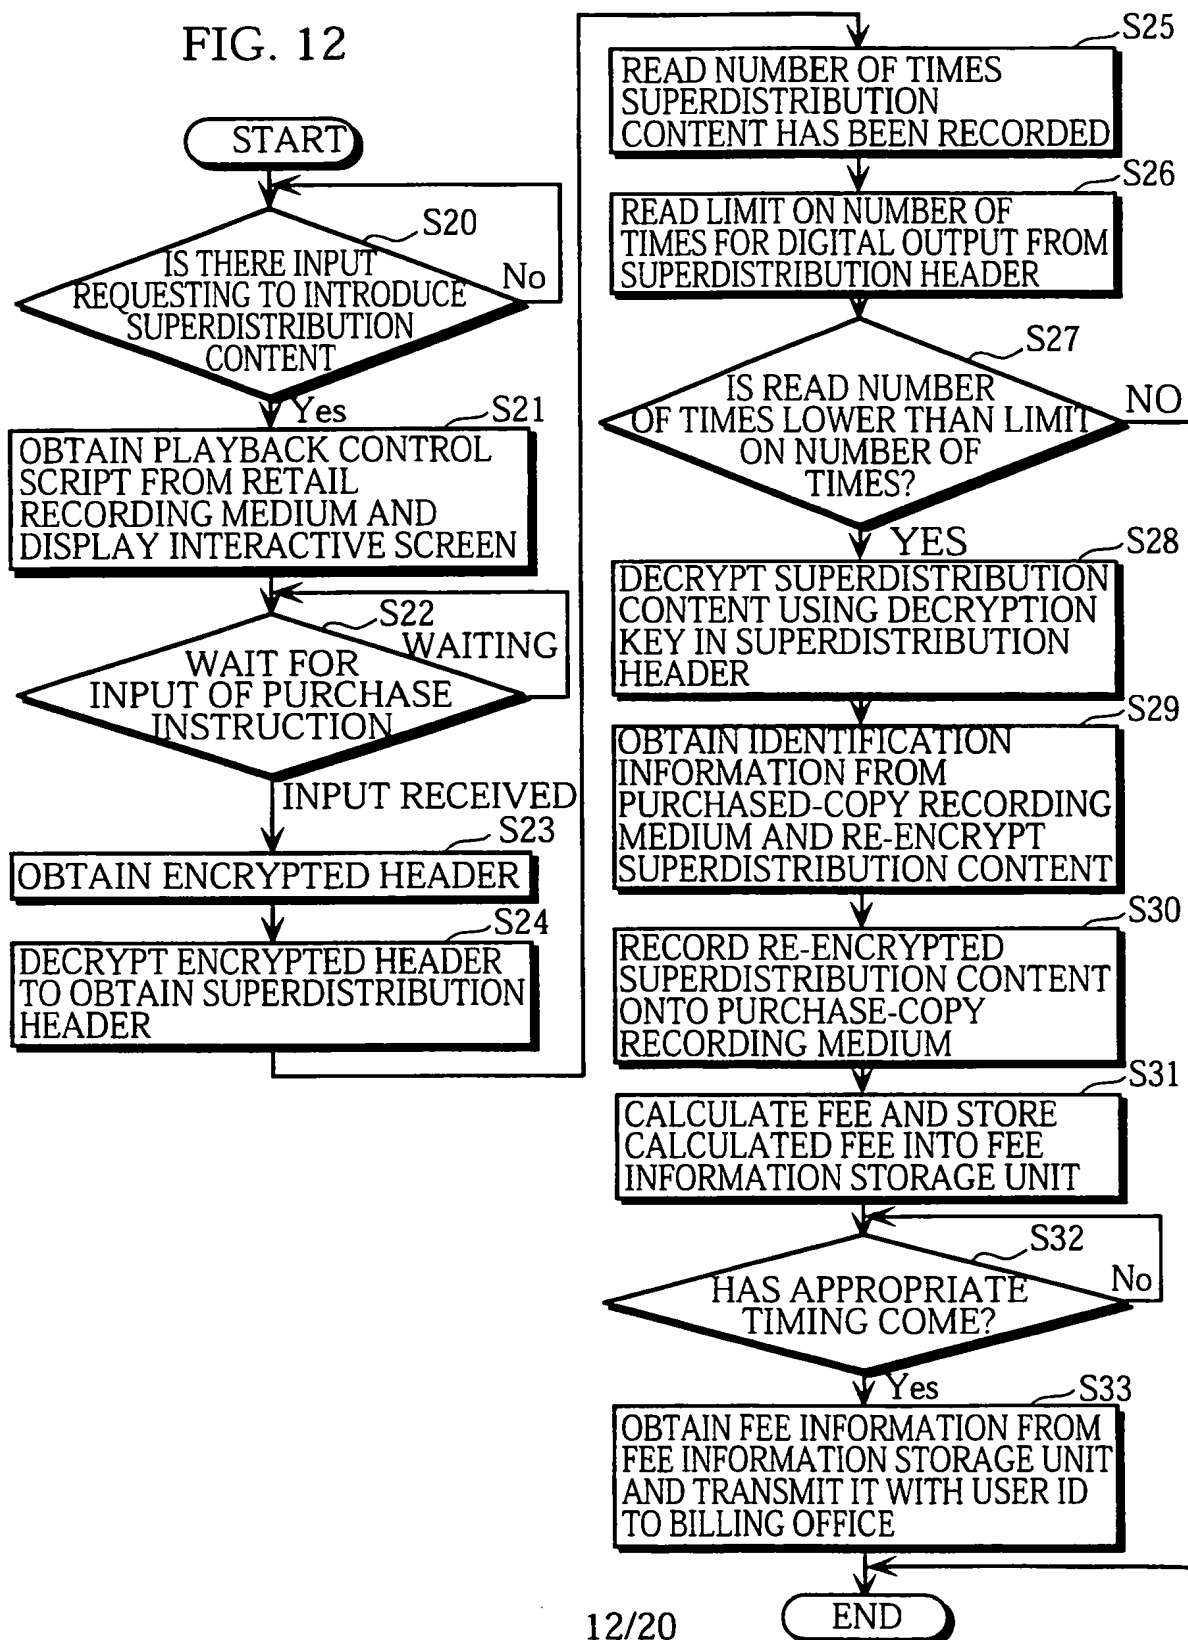 FIG. 12
START
S20
IS THERE INPUT
REQUESTING TO INTRODUCE
SUPERDISTRIBUTION
CONTENT
No
Yes
S21
OBTAIN PLAYBACK CONTROL
SCRIPT FROM RETAIL
RECORDING MEDIUM AND
DISPLAY INTERACTIVE SCREEN
S22
WAITING
WAIT FOR
INPUT OF PURCHASE
INSTRUCTION
INPUT RECEIVED
S23
OBTAIN ENCRYPTED HEADER
S24
DECRYPT ENCRYPTED HEADER
TO OBTAIN SUPERDISTRIBUTION
HEADER
S25
READ NUMBER OF TIMES
SUPERDISTRIBUTION
CONTENT HAS BEEN RECORDED
S26
READ LIMIT ON NUMBER OF
TIMES FOR DIGITAL OUTPUT FROM
SUPERDISTRIBUTION HEADER
S27
IS READ NUMBER
OF TIMES LOWER THAN LIMIT
ON NUMBER OF
TIMES?
NO
YES
S28
DECRYPT SUPERDISTRIBUTION
CONTENT USING DECRYPTION
KEY IN SUPERDISTRIBUTION
HEADER
S29
OBTAIN IDENTIFICATION
INFORMATION FROM
PURCHASED-COPY RECORDING
MEDIUM AND RE-ENCRYPT
SUPERDISTRIBUTION CONTENT
S30
RECORD RE-ENCRYPTED
SUPERDISTRIBUTION CONTENT
ONTO PURCHASE-COPY
RECORDING MEDIUM
S31
CALCULATE FEE AND STORE
CALCULATED FEE INTO FEE
INFORMATION STORAGE UNIT
S32
HAS APPROPRIATE
TIMING COME?
No
Yes
S33
OBTAIN FEE INFORMATION FROM
FEE INFORMATION STORAGE UNIT
AND TRANSMIT IT WITH USER ID
TO BILLING OFFICE
END
12/20